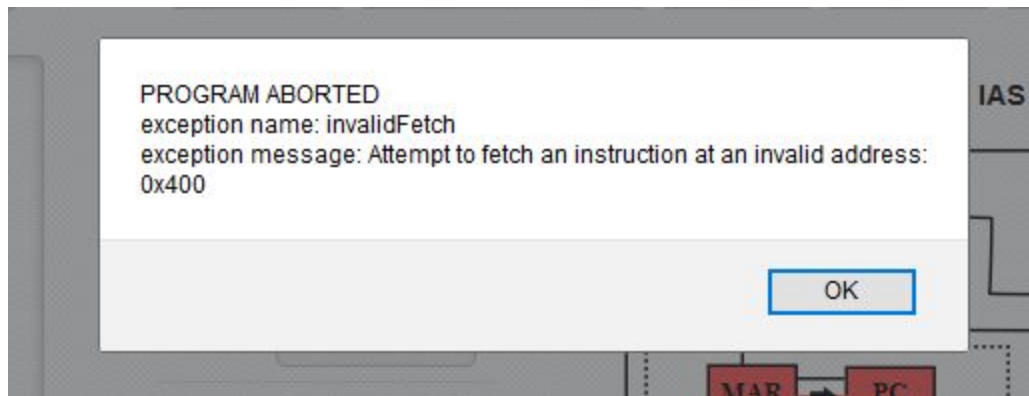 PROGRAM ABORTED
exception name: invalidFetch
exception message: Attempt to fetch an instruction at an invalid address:
0x400
IAS
OK
MAR
PC